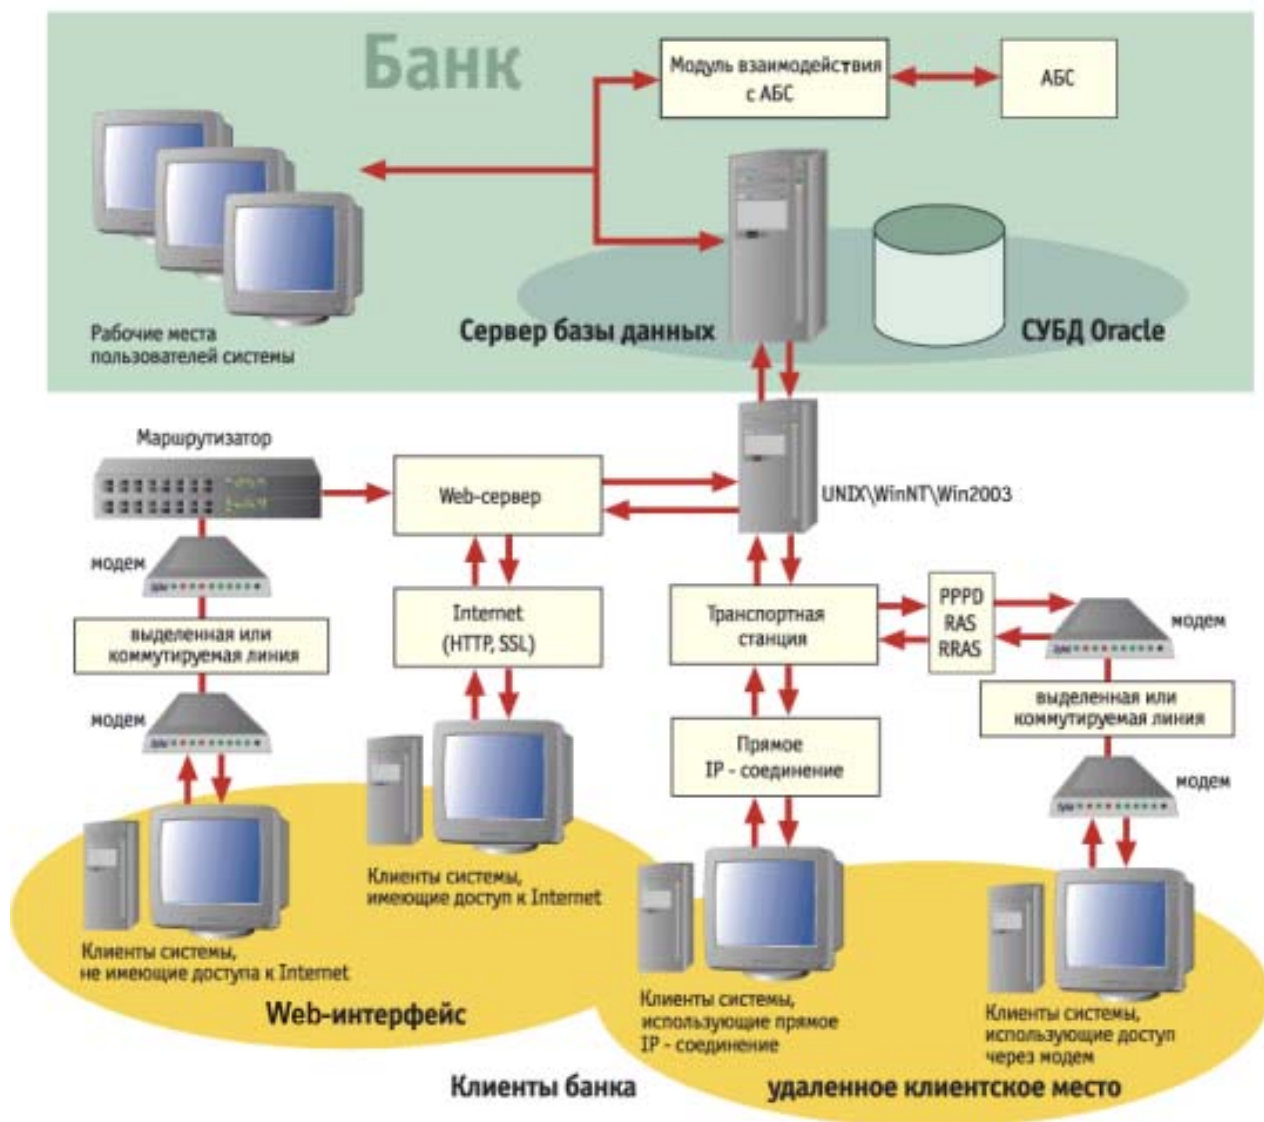 Банк
Модуль взаимодействия
с АБС
АБС
Рабочие места
пользователей системы
Сервер базы данных
СУБД Oracle
Маршрутизатор
Web-сервер
UNIX\WinNT\Win2003
модем
выделенная или
коммутируемая линия
модем
Internet
(HTTP, SSL)
Транспортная
станция
PPPD
RAS
RRAS
модем
выделенная или
коммутируемая линия
модем
Прямое
IP - соединение
Клиенты системы,
имеющие доступ к Internet
Клиенты системы,
не имеющие доступа к Internet
Web-интерфейс
Клиенты системы,
использующие прямое
IP - соединение
Клиенты системы,
использующие доступ
через модем
Клиенты банка
удаленное клиентское место